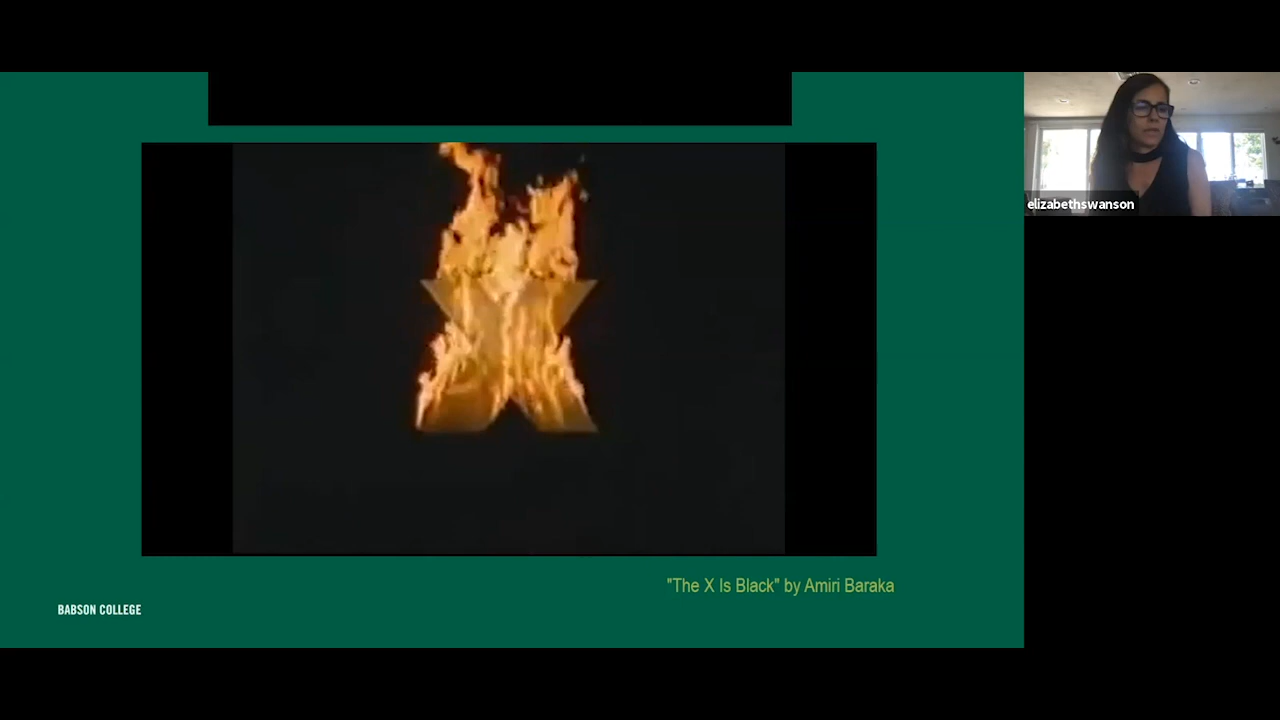 elizabethswanson
X
"The X Is Black" by Amiri Baraka
BABSON COLLEGE